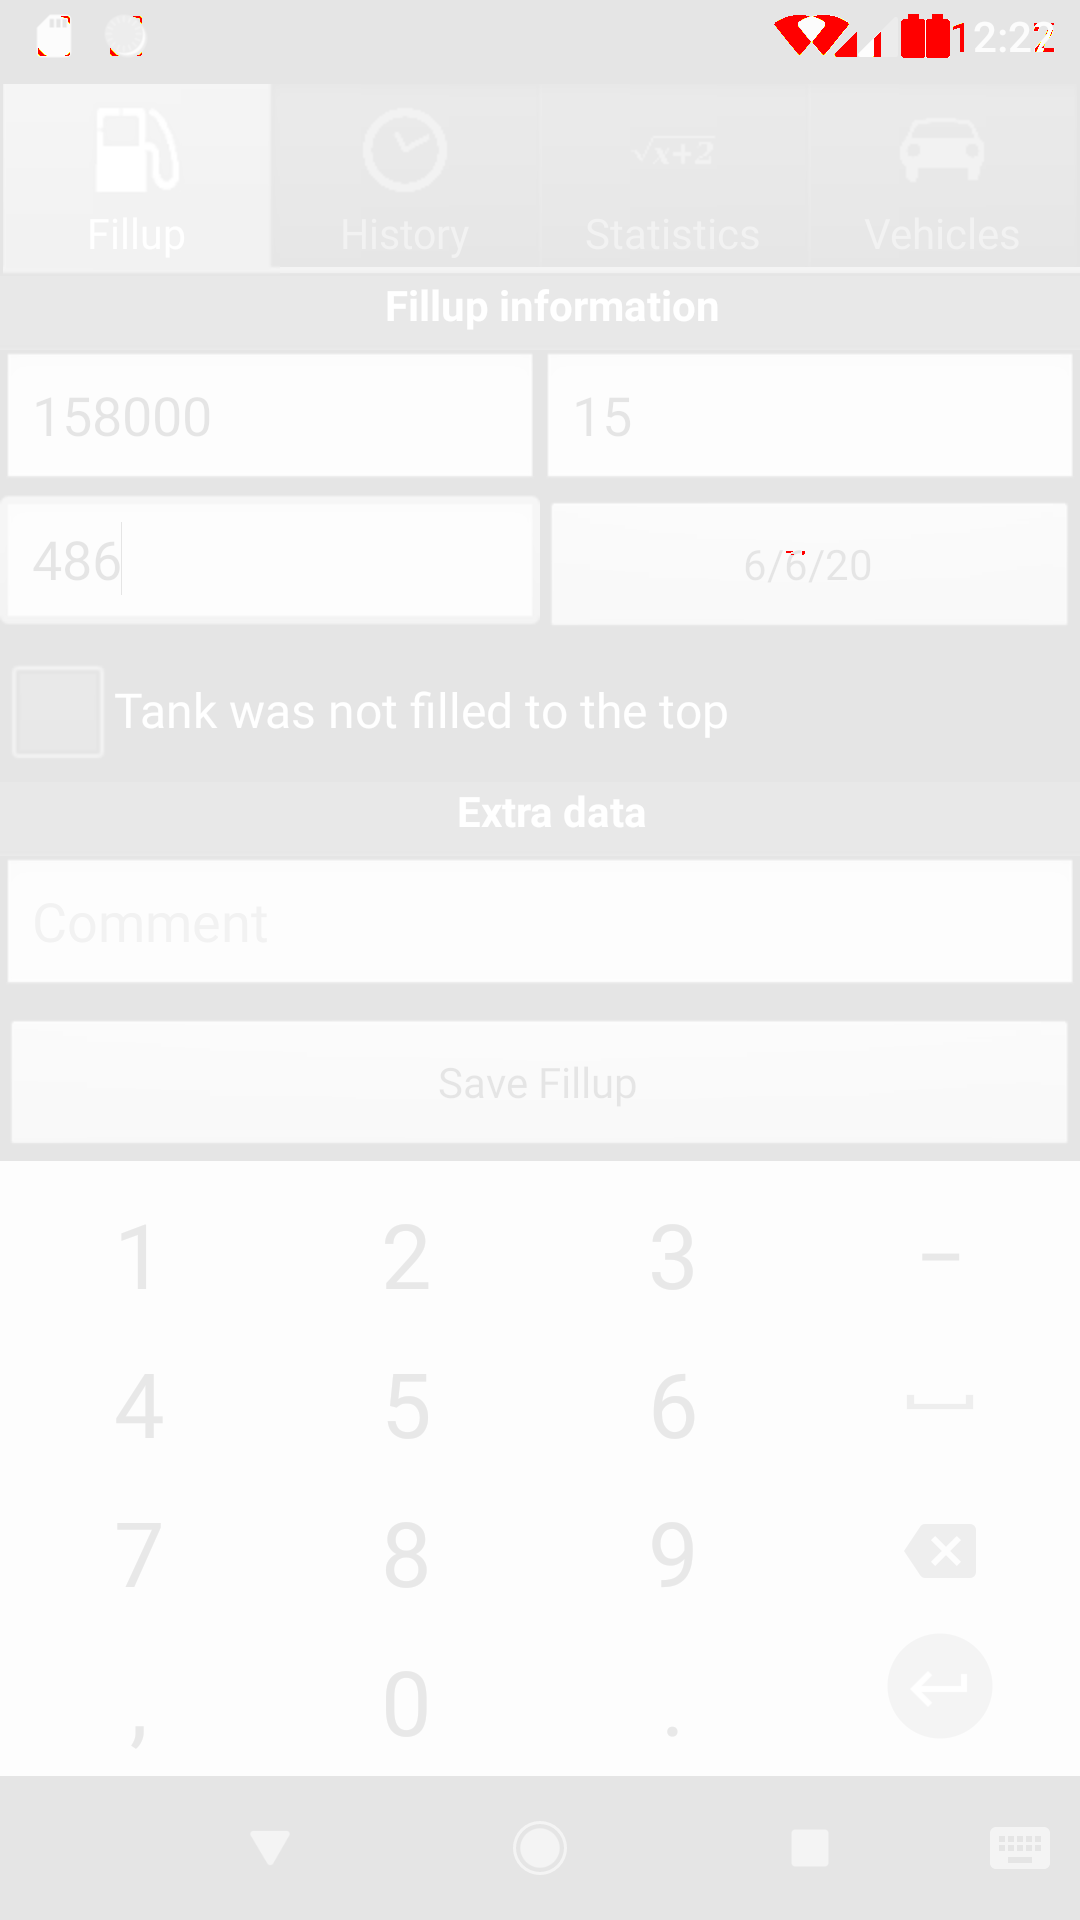 12:22
Fillup History √x+2 Statistics Vehicles
Fillup information
158000 15
486 6/6/20
Tank was not filled to the top
Extra data
Comment
Save Fillup
1 2 3 –
4 5 6
7 8 9
, 0 .